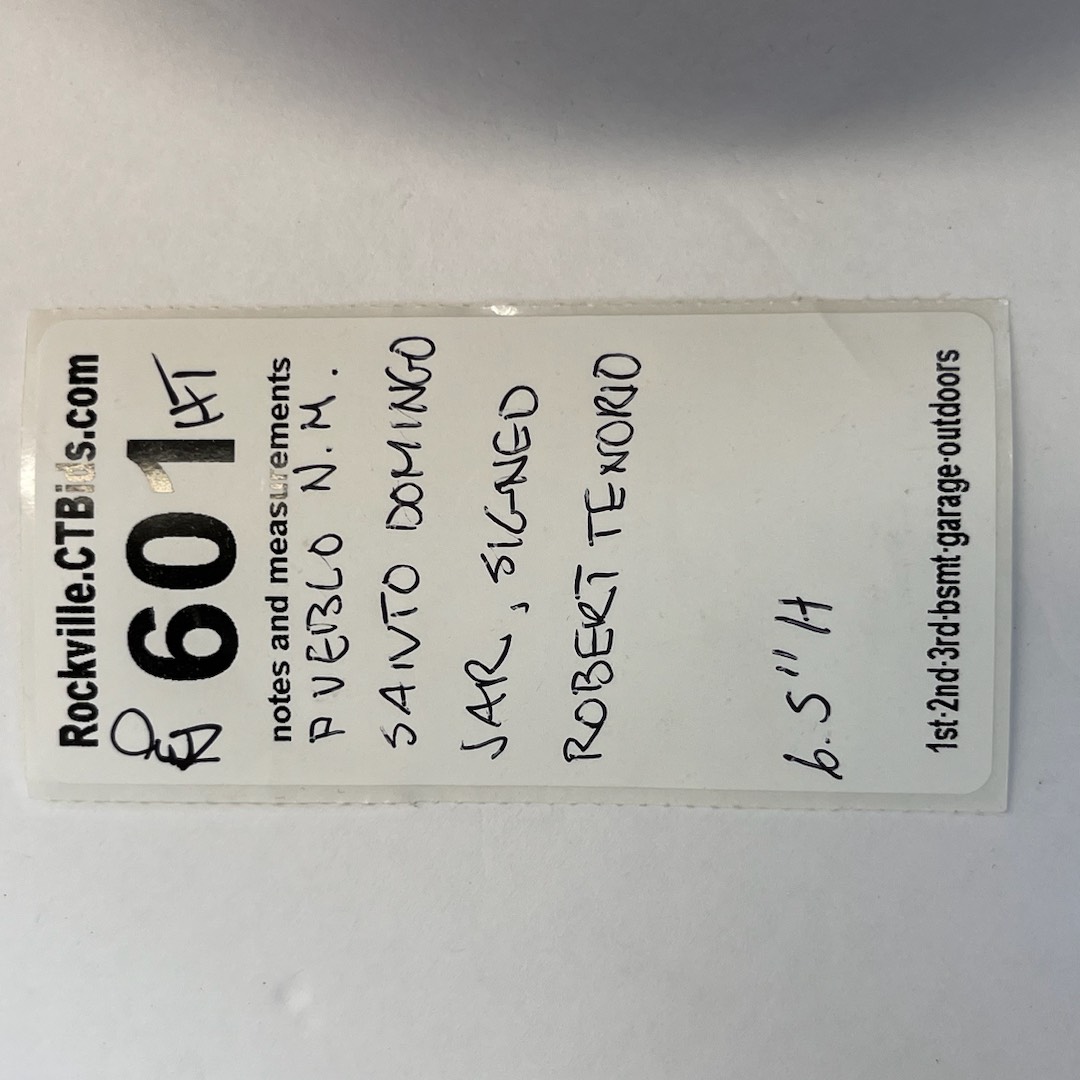 Rockville.CTBids.com
601 HT
notes and measurements
PUEBLO N.M.
SANTO DOMINGO
JAR, SIGNED
ROBERT TENORIO
6.5" H
1st·2nd·3rd·bsmt·garage·outdoors